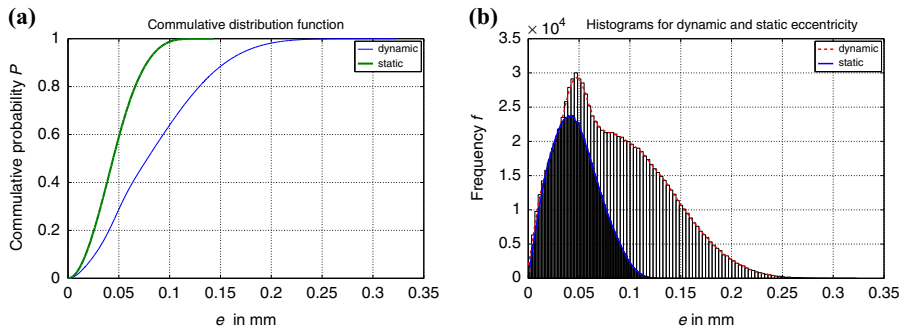 (a)
Commulative distribution function
dynamic
static
Commulative probability P
1
0.8
0.6
0.4
0.2
0
0 0.05 0.1 0.15 0.2 0.25 0.3 0.35
e in mm
(b)
× 10⁴
Histograms for dynamic and static eccentricity
dynamic
static
Frequency f
3.5
3
2.5
2
1.5
1
0.5
0
0 0.05 0.1 0.15 0.2 0.25 0.3 0.35
e in mm